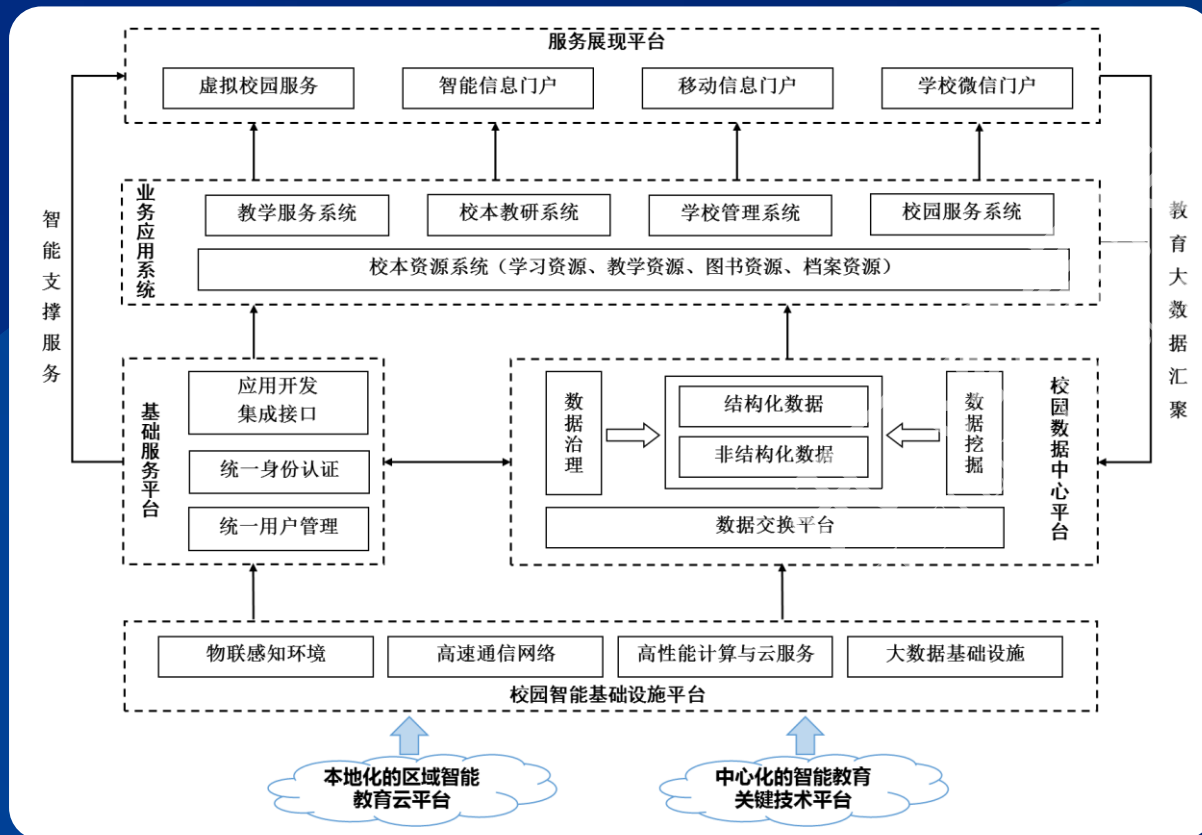 服务展现平台
虚拟校园服务
智能信息门户
移动信息门户
学校微信门户
智能支撑服务
业务应用系统
教学服务系统
校本教研系统
学校管理系统
校园服务系统
校本资源系统（学习资源、教学资源、图书资源、档案资源）
教育大数据汇聚
基础服务平台
应用开发
集成接口
统一身份认证
统一用户管理
数据治理
结构化数据
非结构化数据
数据挖掘
数据交换平台
校园数据中心平台
物联感知环境
高速通信网络
高性能计算与云服务
大数据基础设施
校园智能基础设施平台
本地化的区域智能
教育云平台
中心化的智能教育
关键技术平台